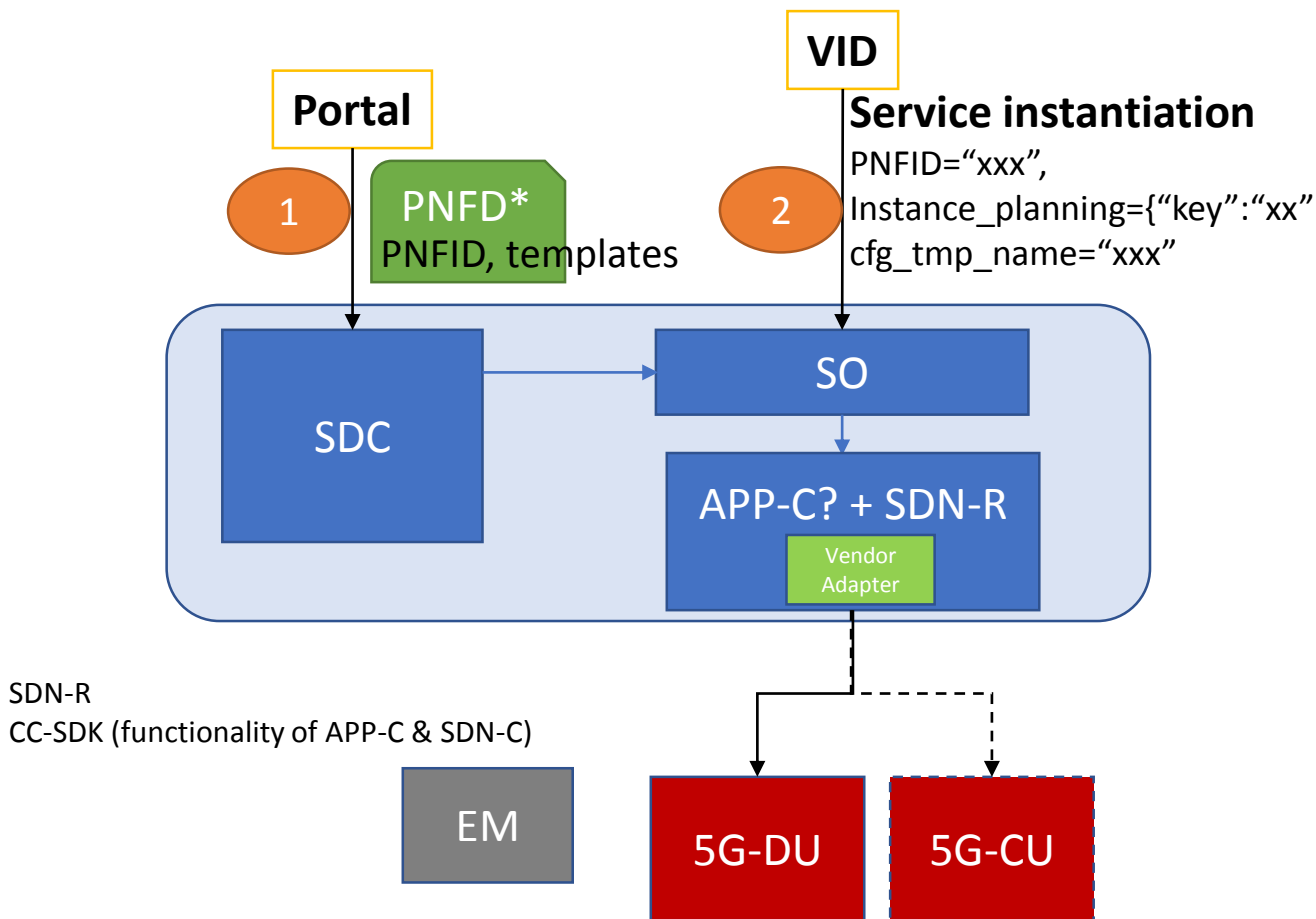 VID
Portal
Service instantiation
PNFID=“xxx”,
Instance_planning={“key”:“xx”
cfg_tmp_name=“xxx”
1
PNFD*
PNFID, templates
2
SDC
SO
APP-C? + SDN-R
Vendor
Adapter
SDN-R
CC-SDK (functionality of APP-C & SDN-C)
EM
5G-DU
5G-CU